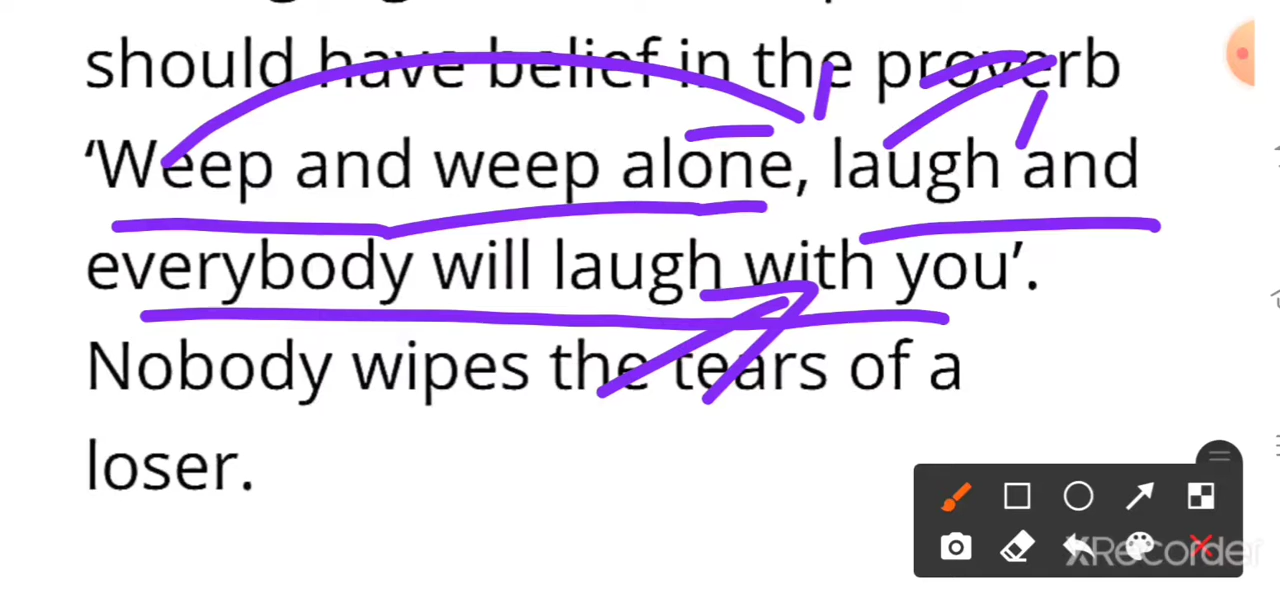 should have belief in the proverb
‘Weep and weep alone, laugh and
everybody will laugh with you’.
Nobody wipes the tears of a
loser.
XRecorder